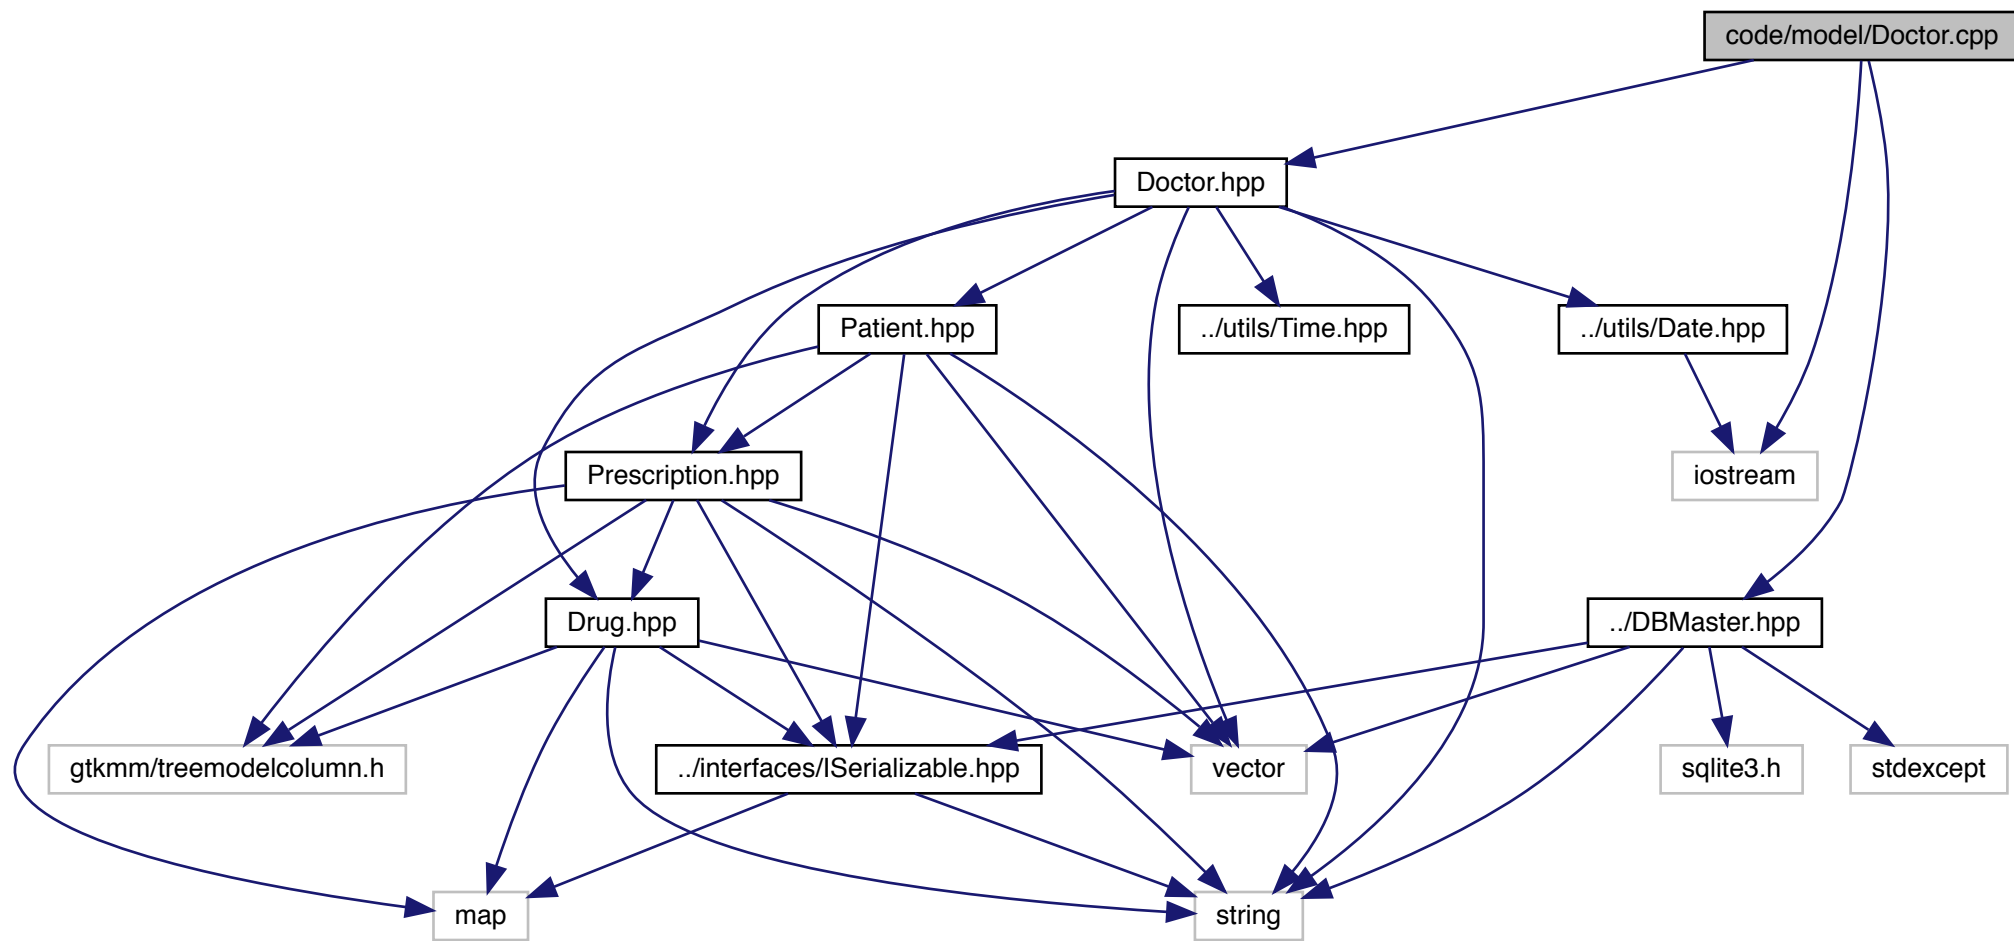 code/model/Doctor.cpp
Doctor.hpp
Patient.hpp
../utils/Time.hpp
../utils/Date.hpp
Prescription.hpp
iostream
Drug.hpp
../DBMaster.hpp
gtkmm/treemodelcolumn.h
../interfaces/ISerializable.hpp
vector
sqlite3.h
stdexcept
map
string